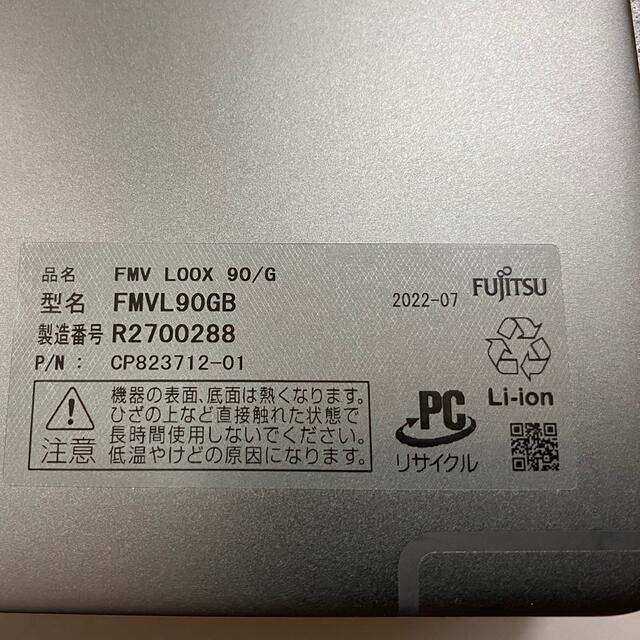 品名 FMV LOOX 90/G
型名 FMVL90GB
2022-07 FUJITSU
製造番号 R2700288
P/N : CP823712-01
Li-ion
注意
機器の表面、底面は熱くなります。
ひざの上など直接触れた状態で
長時間使用しないでください。
低温やけどの原因になります。
PC
リサイクル